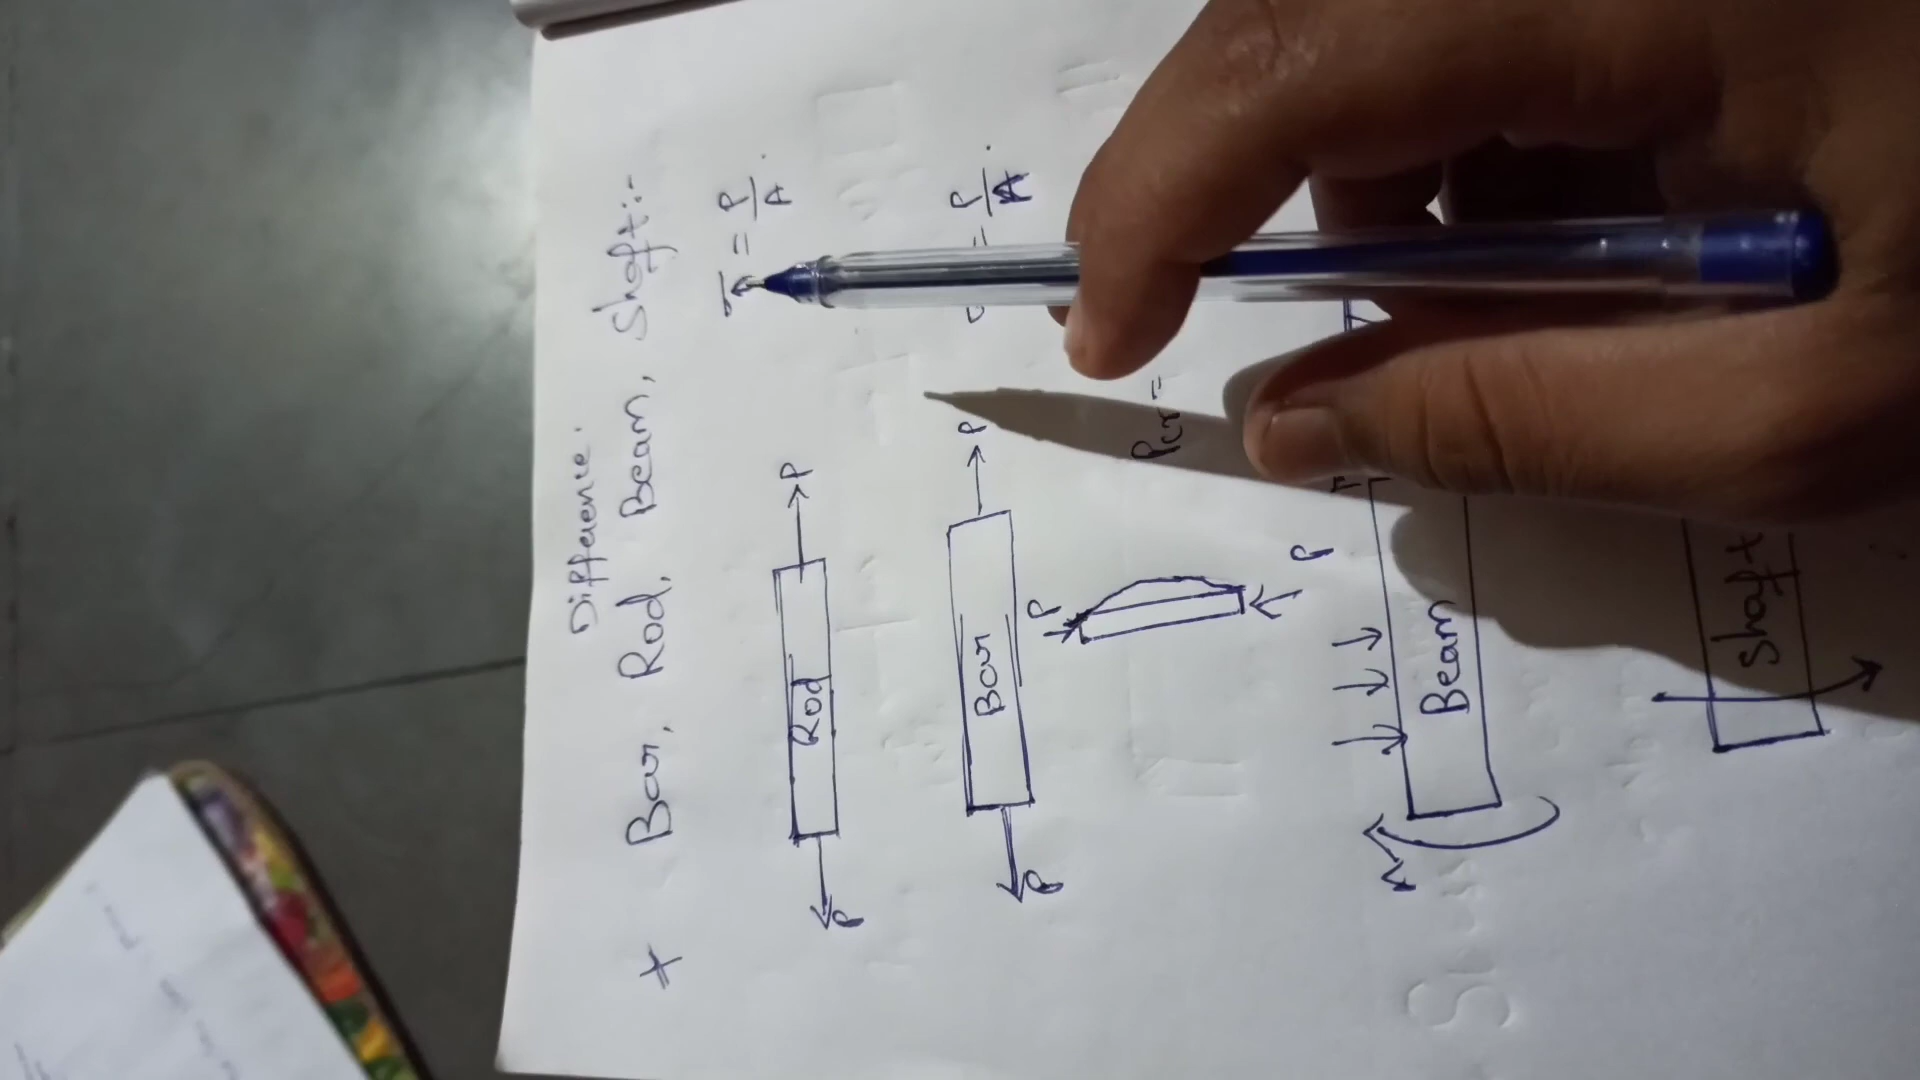 Difference.
* Bar, Rod, Beam, Shaft:-
P Rod P σ = P/A
P Bar P σ = P/A
P P Pcr =
Beam
Shaft